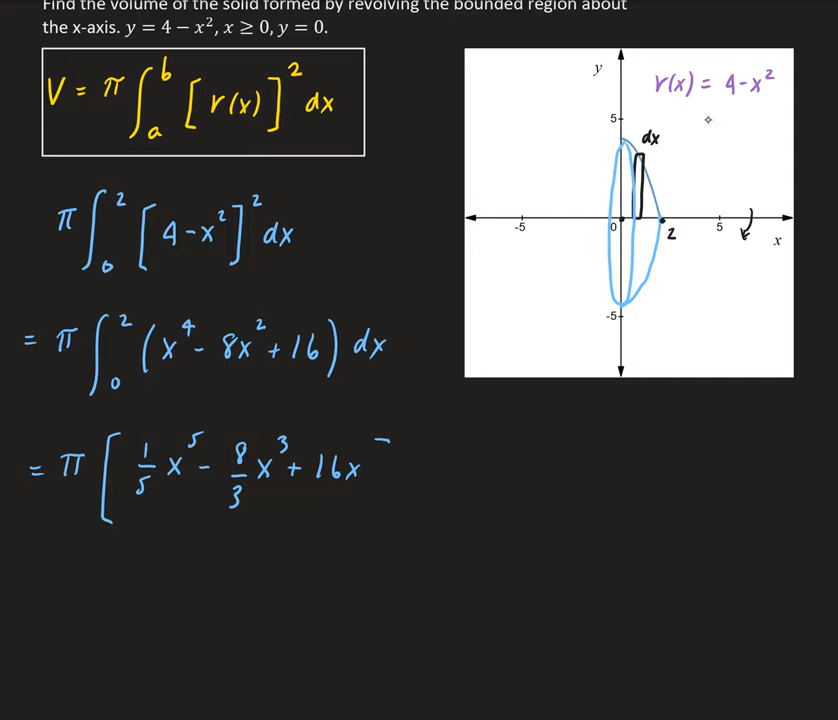 Find the volume of the solid formed by revolving the bounded region about
the x-axis. y = 4 − x², x ≥ 0, y = 0.
V = π ∫ₐᵇ [r(x)]² dx
π ∫₀² [4-x²]² dx
= π ∫₀² (x⁴ - 8x² + 16) dx
= π [ 1/5 x⁵ - 8/3 x³ + 16x
y
r(x) = 4-x²
5
dx
-5
0
2
5
x
-5